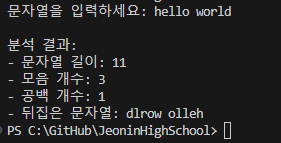 문자열을 입력하세요: hello world
분석 결과:
- 문자열 길이: 11
- 모음 개수: 3
- 공백 개수: 1
- 뒤집은 문자열: dlrow olleh
PS C:\GitHub\JeoninHighSchool>